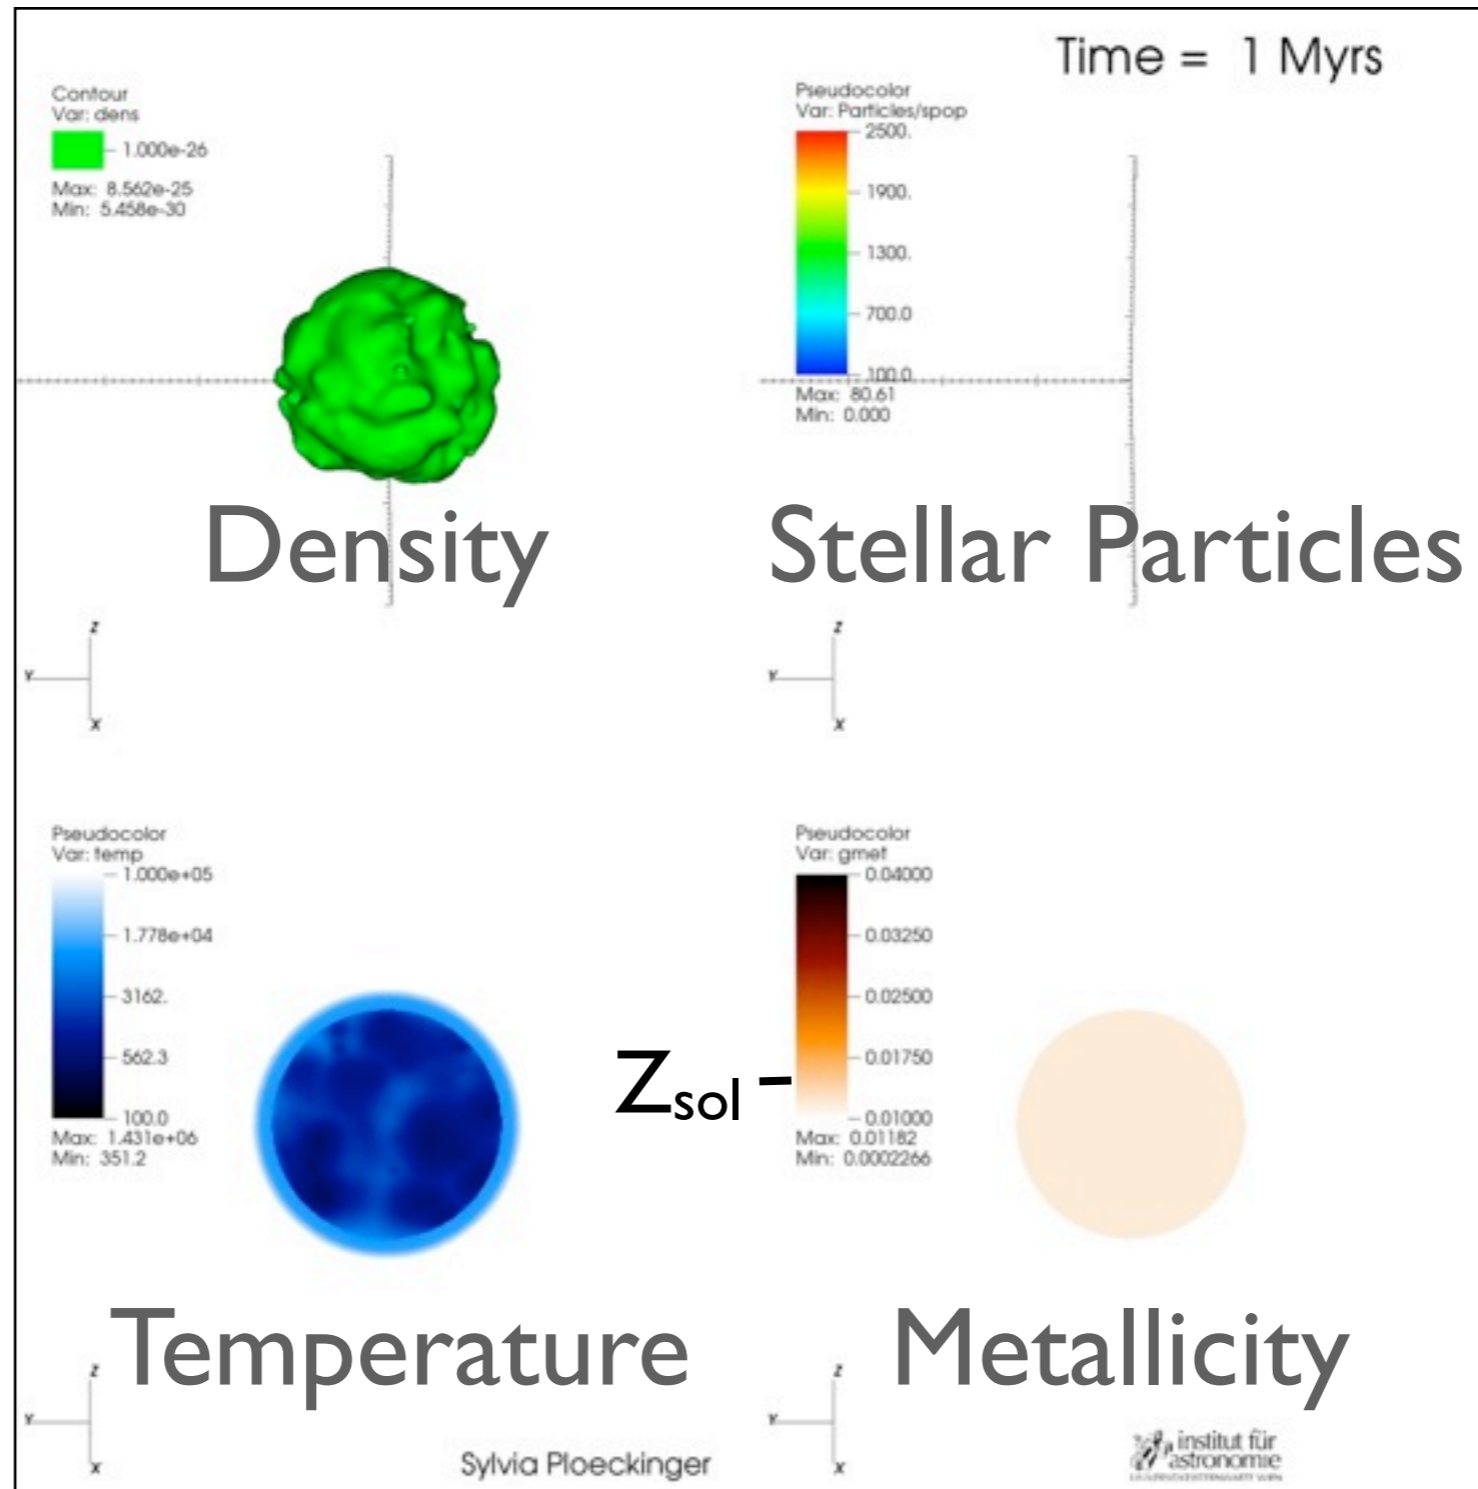 Time = 1 Myrs
Contour
Var: dens
1.000e-26
Max: 8.562e-25
Min: 5.458e-30
Pseudocolor
Var: Particles/spop
2500.
1900.
1300.
700.0
100.0
Max: 80.61
Min: 0.000
Density
Stellar Particles
Z
Y
X
Z
Y
X
Pseudocolor
Var: temp
1.000e+05
1.778e+04
3162.
562.3
100.0
Max: 1.431e+06
Min: 351.2
Zsol
Pseudocolor
Var: gmet
0.04000
0.03250
0.02500
0.01750
0.01000
Max: 0.01182
Min: 0.0002266
Temperature
Metallicity
Z
Y
X
Z
Y
X
Sylvia Ploeckinger
institut für
astronomie